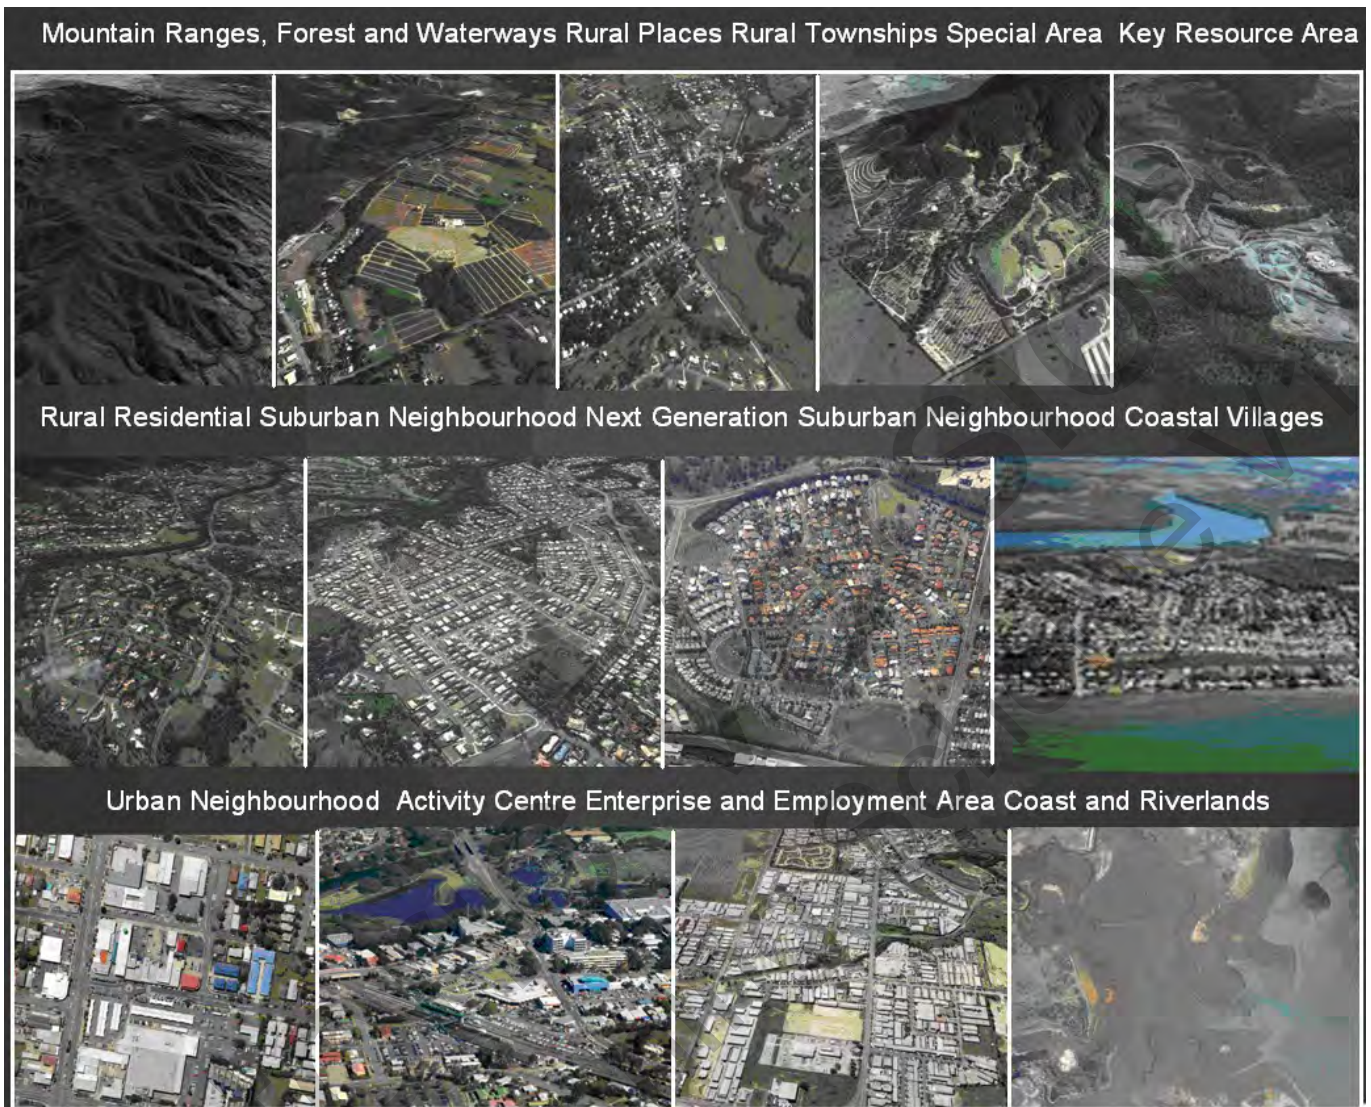 Mountain Ranges, Forest and Waterways Rural Places Rural Townships Special Area Key Resource Area
Rural Residential Suburban Neighbourhood Next Generation Suburban Neighbourhood Coastal Villages
Urban Neighbourhood Activity Centre Enterprise and Employment Area Coast and Riverlands